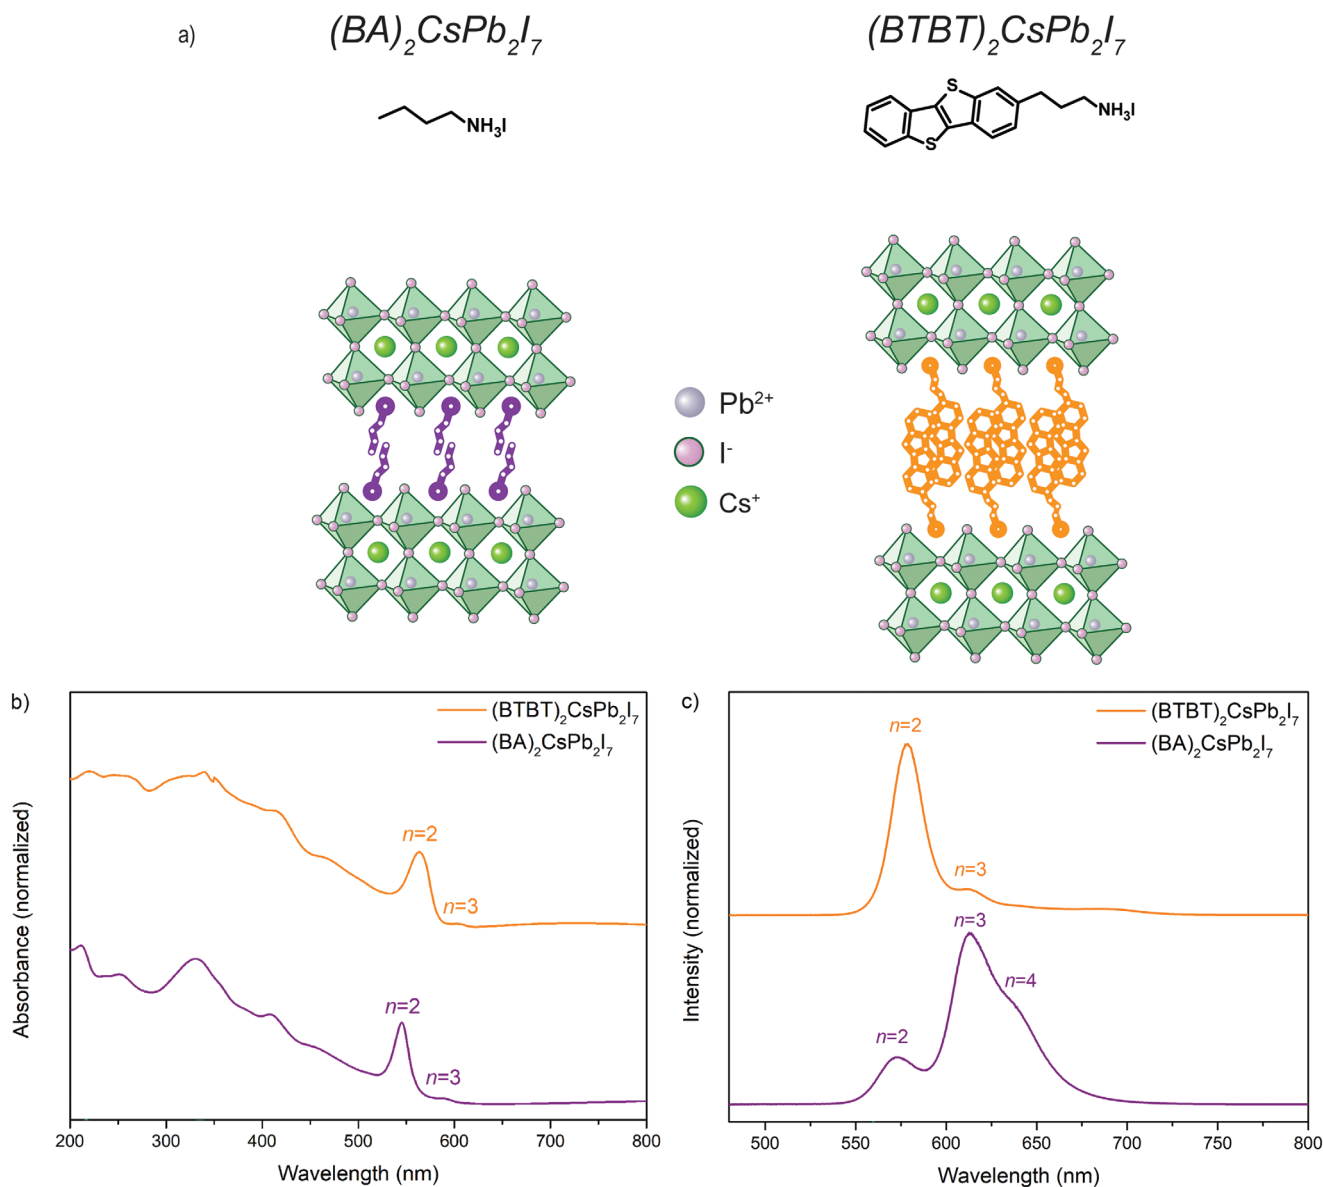 a)
(BA)₂CsPb₂I₇
(BTBT)₂CsPb₂I₇
NH₃I
S
S
NH₃I
Pb²⁺
I⁻
Cs⁺
b)
(BTBT)₂CsPb₂I₇
(BA)₂CsPb₂I₇
n=2
n=3
n=2
n=3
Absorbance (normalized)
200 300 400 500 600 700 800
Wavelength (nm)
c)
(BTBT)₂CsPb₂I₇
(BA)₂CsPb₂I₇
n=2
n=3
n=3
n=4
n=2
Intensity (normalized)
500 550 600 650 700 750 800
Wavelength (nm)